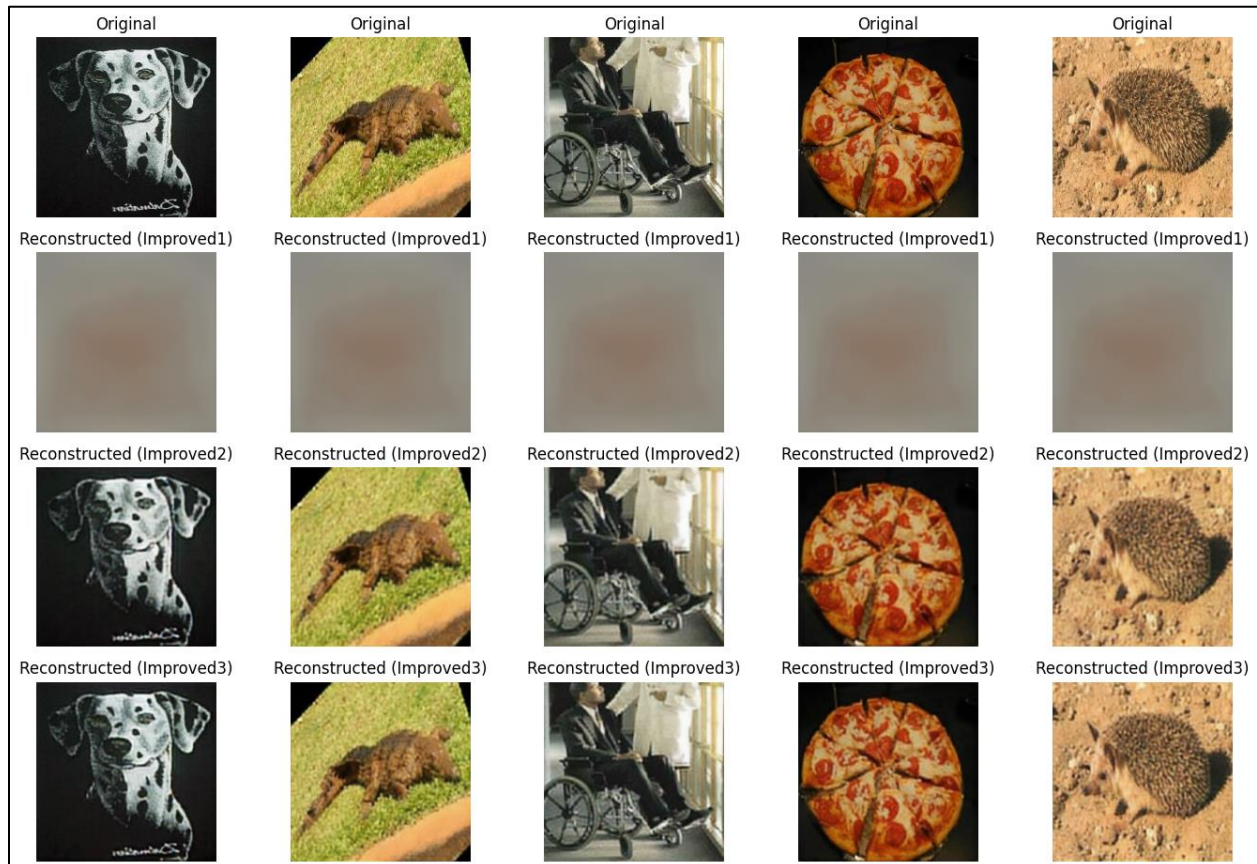 Original
Original
Original
Original
Original
Reconstructed (Improved1)
Reconstructed (Improved1)
Reconstructed (Improved1)
Reconstructed (Improved1)
Reconstructed (Improved1)
Reconstructed (Improved2)
Reconstructed (Improved2)
Reconstructed (Improved2)
Reconstructed (Improved2)
Reconstructed (Improved2)
Reconstructed (Improved3)
Reconstructed (Improved3)
Reconstructed (Improved3)
Reconstructed (Improved3)
Reconstructed (Improved3)